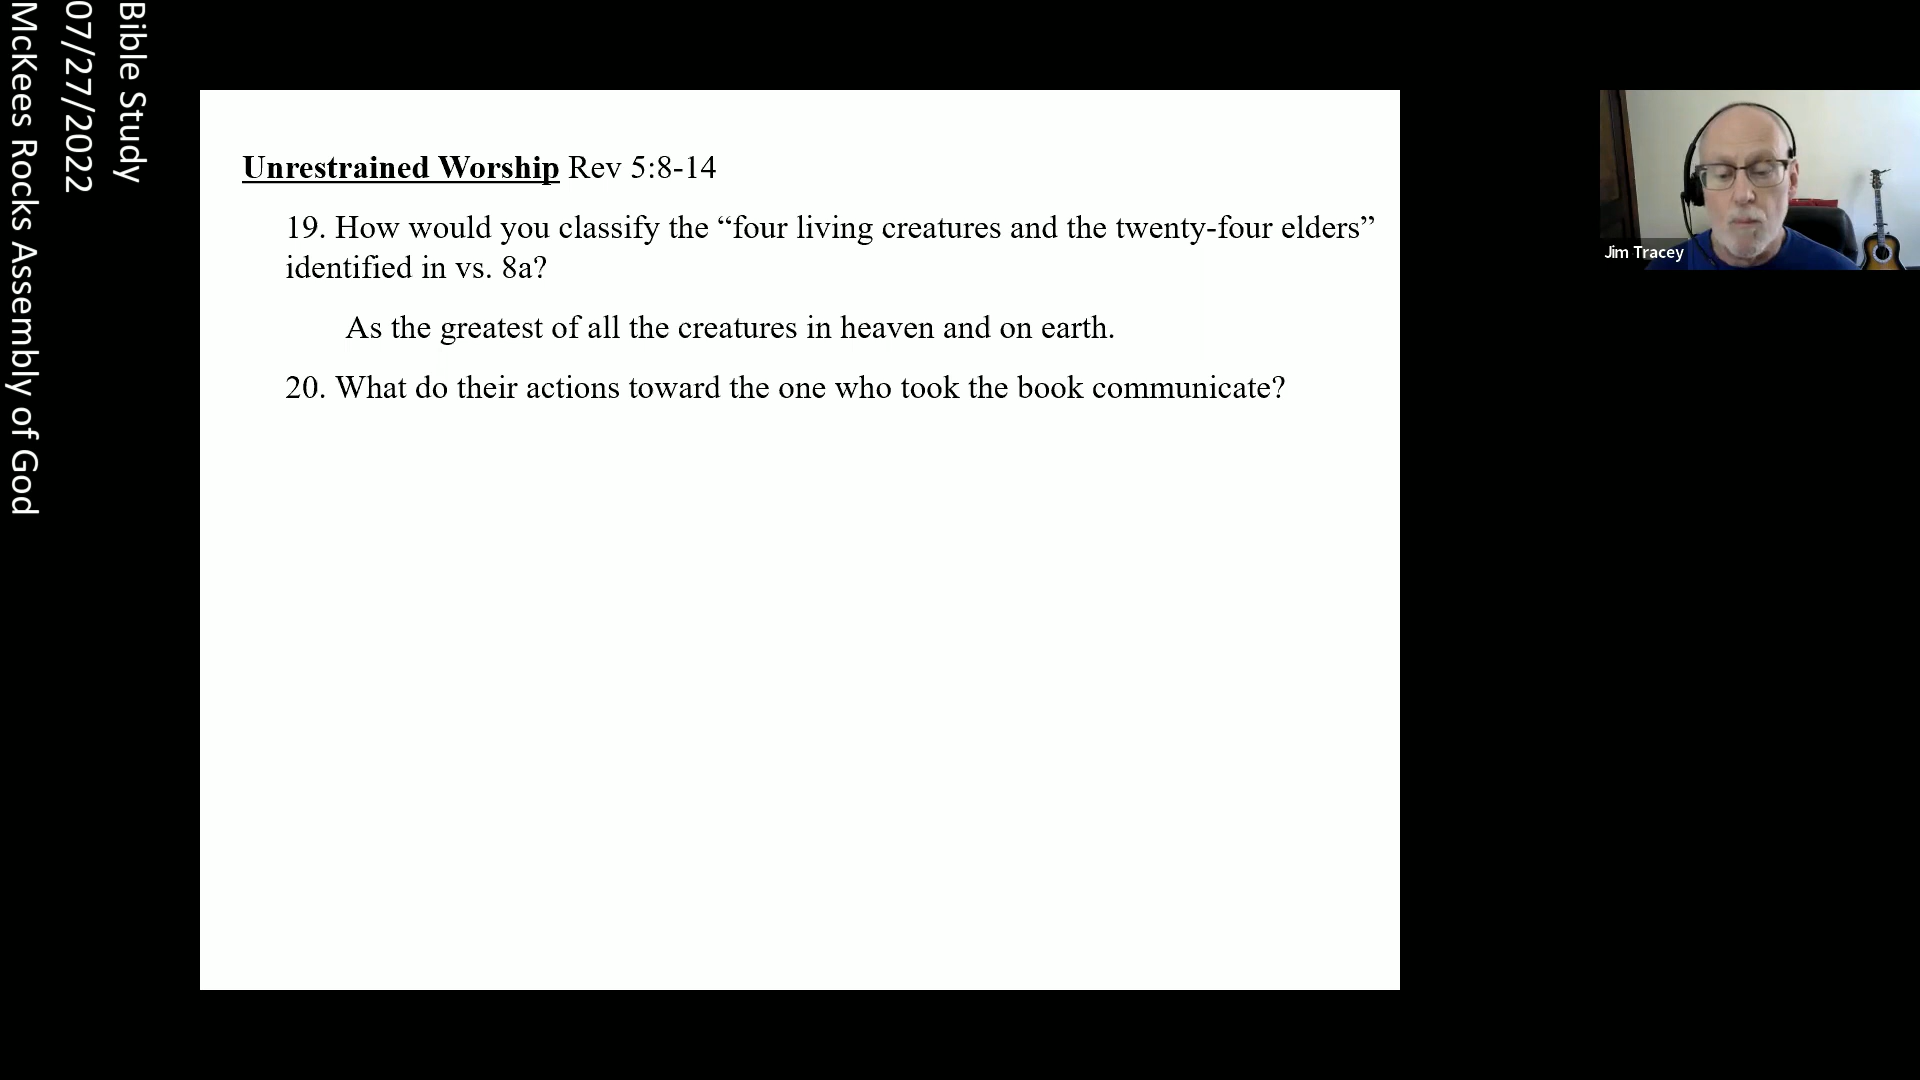 Bible Study
07/27/2022
McKees Rocks Assembly of God
Unrestrained Worship Rev 5:8-14
19. How would you classify the “four living creatures and the twenty-four elders”
identified in vs. 8a?
As the greatest of all the creatures in heaven and on earth.
20. What do their actions toward the one who took the book communicate?
Jim Tracey